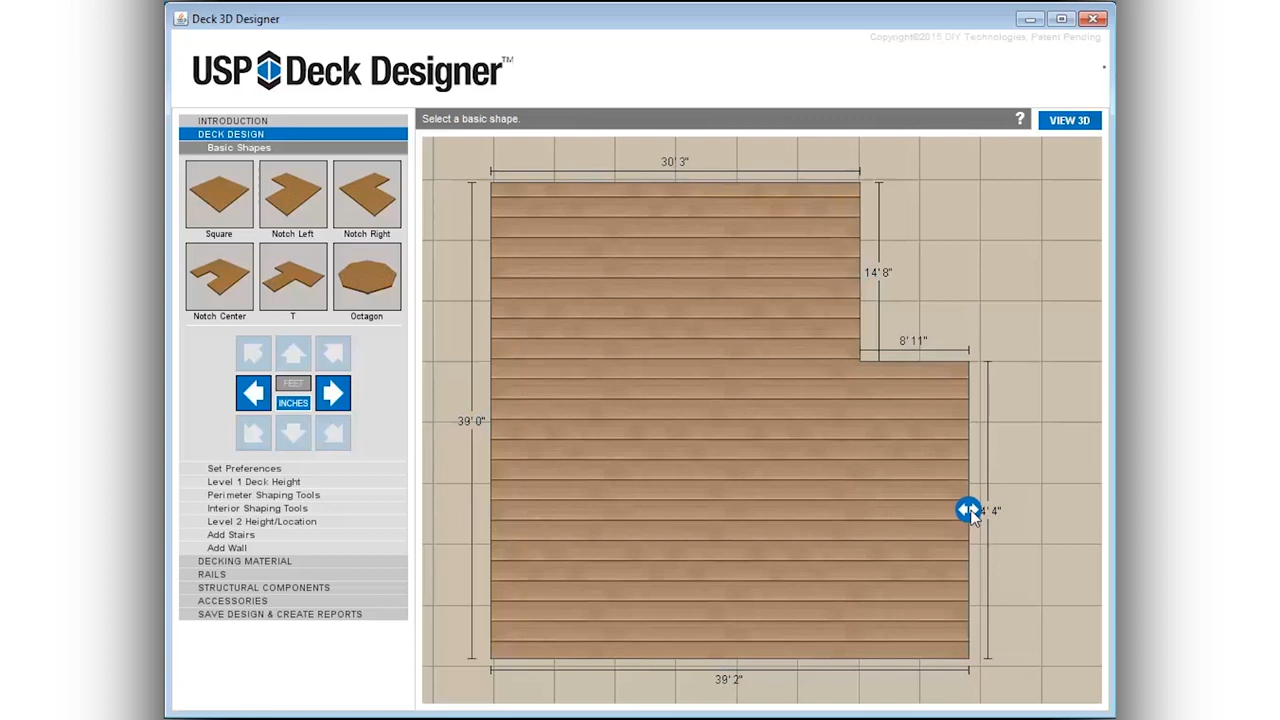 Deck 3D Designer
Copyright©2015 DIY Technologies, Patent Pending
USP Deck Designer™
INTRODUCTION
DECK DESIGN
Basic Shapes
Square
Notch Left
Notch Right
Notch Center
T
Octagon
FEET
INCHES
Set Preferences
Level 1 Deck Height
Perimeter Shaping Tools
Interior Shaping Tools
Level 2 Height/Location
Add Stairs
Add Wall
DECKING MATERIAL
RAILS
STRUCTURAL COMPONENTS
ACCESSORIES
SAVE DESIGN & CREATE REPORTS
Select a basic shape.
?
VIEW 3D
30' 3"
14' 8"
8' 11"
39' 0"
4' 4"
39' 2"